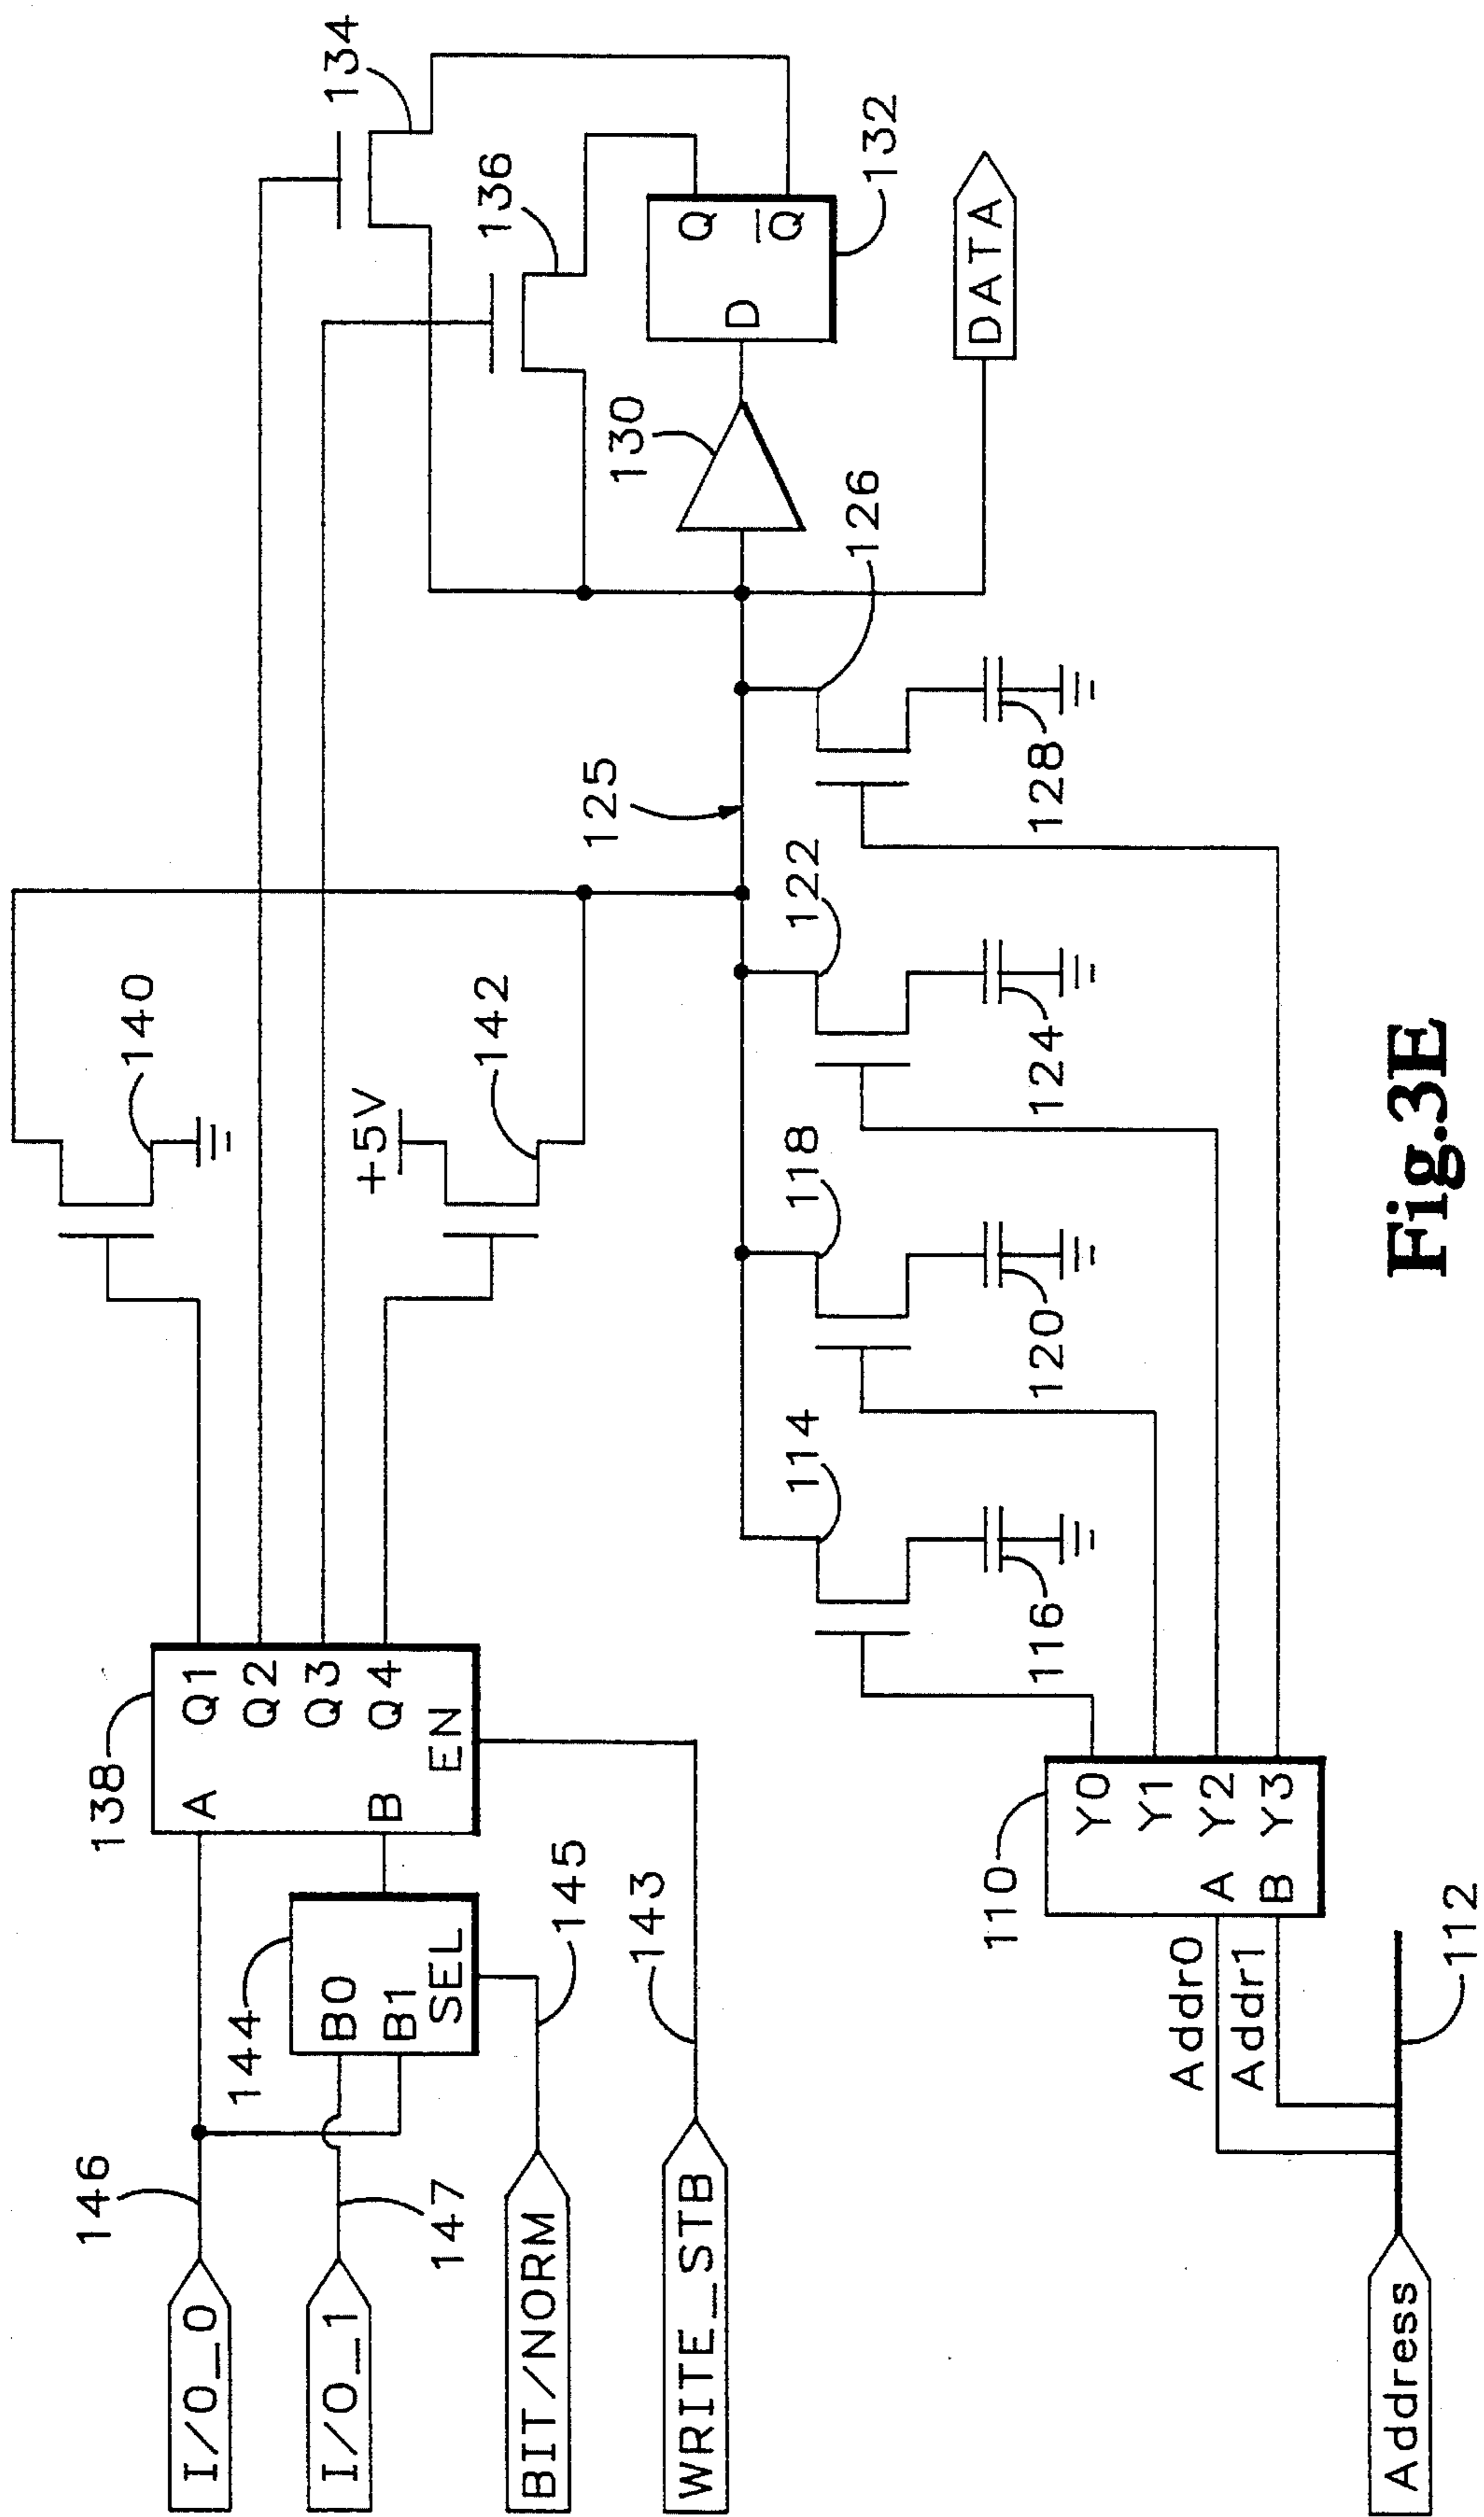 134
136
140
138
A
Q1
Q2
Q3
Q4
B
EN
146
I/O_0
144
B0
B1
SEL
I/O_1
147
+5V
142
Q
Q̅
D
132
130
BIT/NORM
145
125
143
WRITE_STB
126
DATA
114
118
122
116
120
124
128
110
Y0
Y1
A Y2
B Y3
Addr0
Addr1
Address
112
Fig.3E